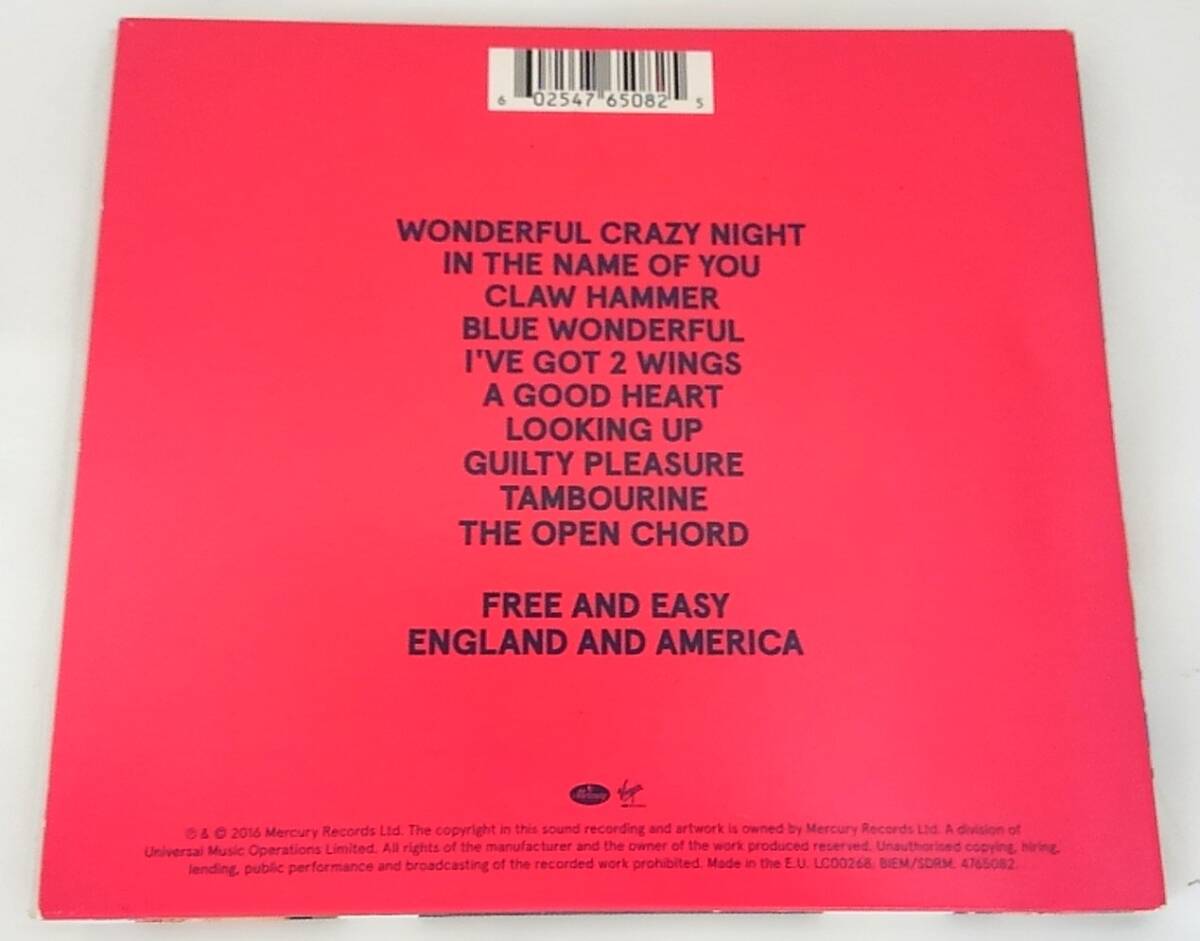 6 02547 65082 5
WONDERFUL CRAZY NIGHT
IN THE NAME OF YOU
CLAW HAMMER
BLUE WONDERFUL
I'VE GOT 2 WINGS
A GOOD HEART
LOOKING UP
GUILTY PLEASURE
TAMBOURINE
THE OPEN CHORD
FREE AND EASY
ENGLAND AND AMERICA
Mercury Virgin
℗ & © 2016 Mercury Records Ltd. The copyright in this sound recording and artwork is owned by Mercury Records Ltd. A division of
Universal Music Operations Limited. All rights of the manufacturer and the owner of the work produced reserved. Unauthorised copying, hiring,
lending, public performance and broadcasting of the recorded work prohibited. Made in the E.U. LC00268. BIEM/SDRM. 4765082.